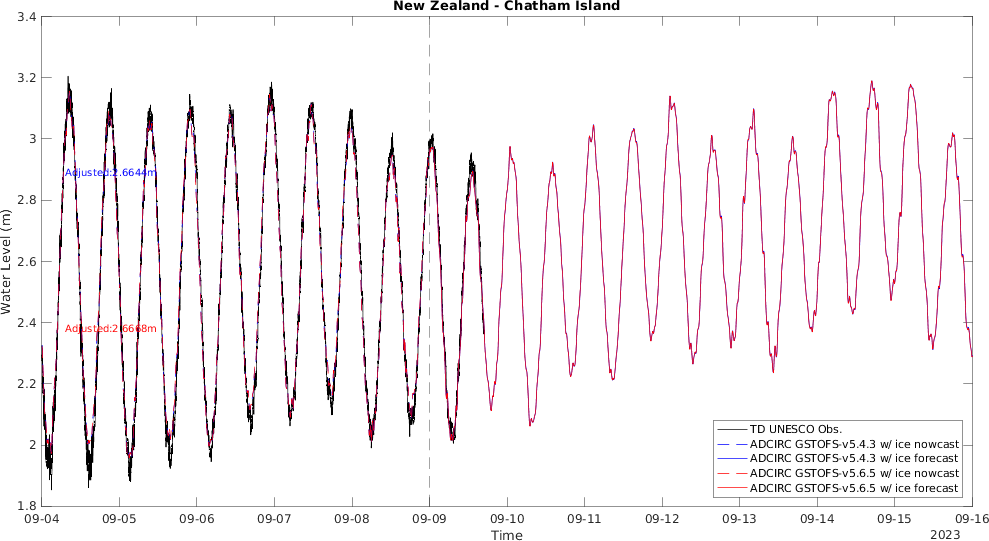 New Zealand - Chatham Island
3.4
3.2
3
2.8
2.6
2.4
2.2
2
1.8
Water Level (m)
Adjusted:2.6644m
Adjusted:2.6668m
TD UNESCO Obs.
ADCIRC GSTOFS-v5.4.3 w/ ice nowcast
ADCIRC GSTOFS-v5.4.3 w/ ice forecast
ADCIRC GSTOFS-v5.6.5 w/ ice nowcast
ADCIRC GSTOFS-v5.6.5 w/ ice forecast
09-04 09-05 09-06 09-07 09-08 09-09 09-10 09-11 09-12 09-13 09-14 09-15 09-16
Time
2023